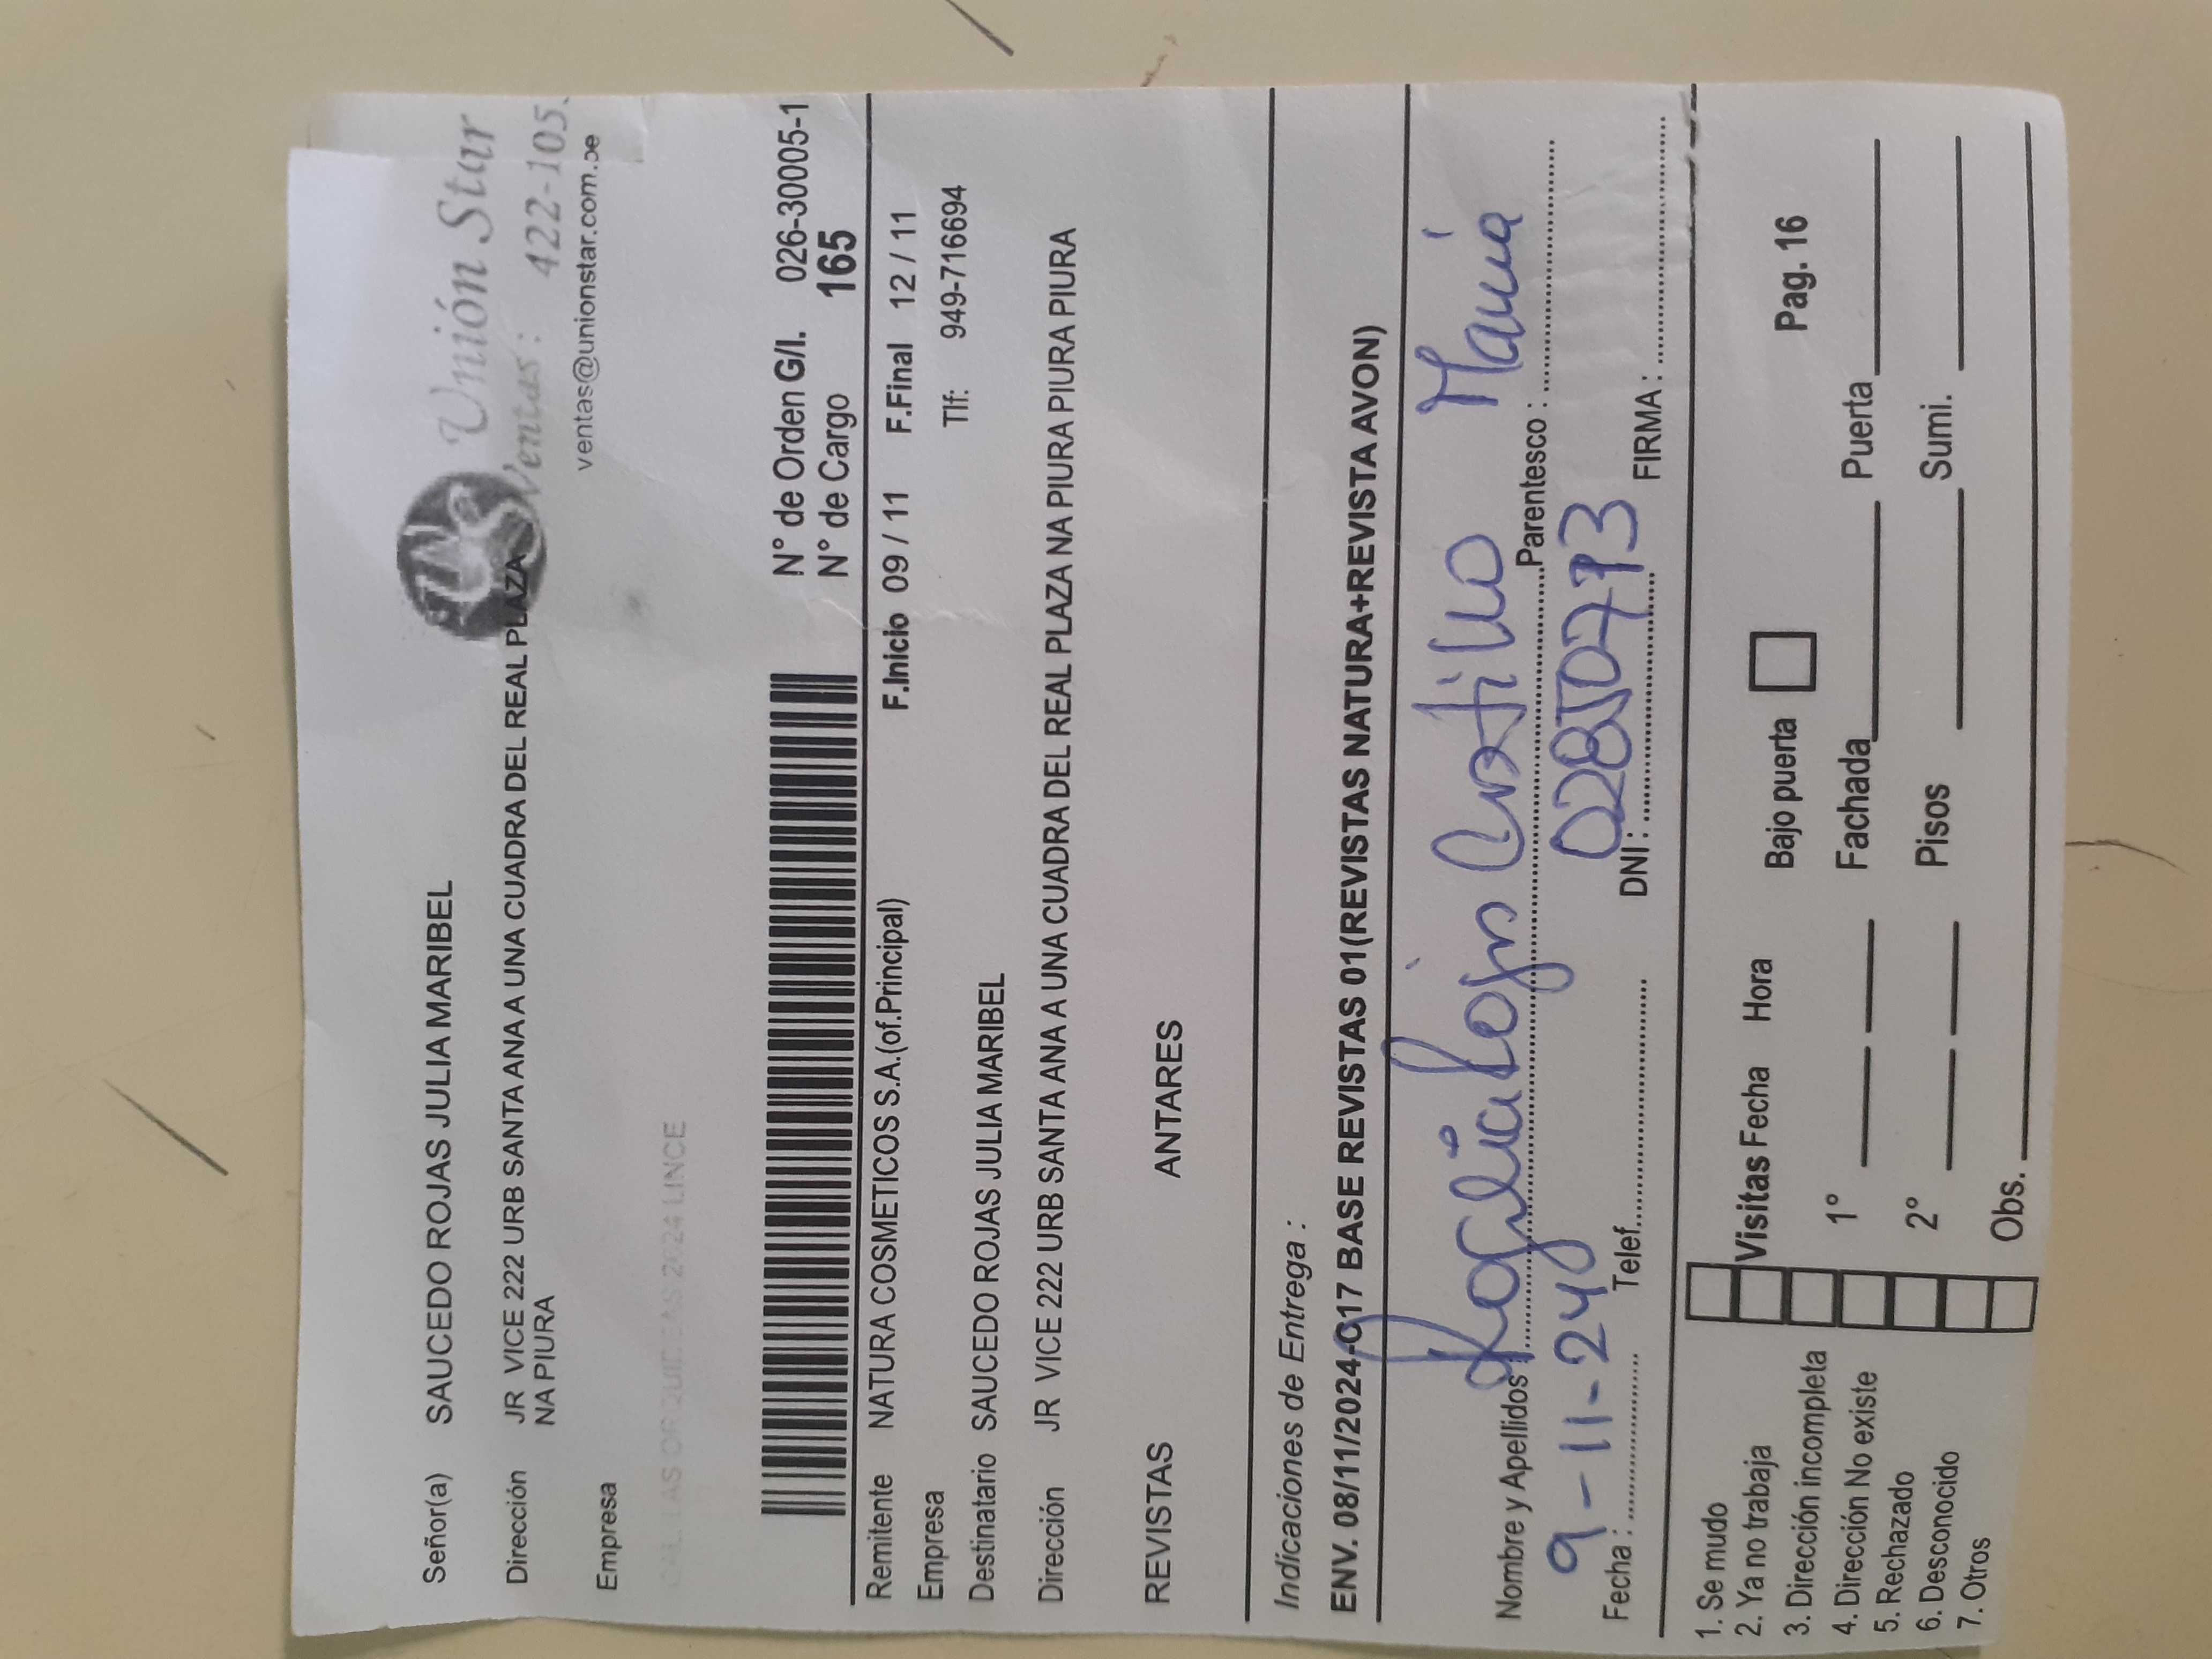 Unión Star
Ventas: 422-105
ventas@unionstar.com.pe
Señor(a) SAUCEDO ROJAS JULIA MARIBEL
Dirección JR VICE 222 URB SANTA ANA A UNA CUADRA DEL REAL PLAZA
NA PIURA
Empresa
N° de Orden G/I. 026-30005-1
N° de Cargo 165
Remitente NATURA COSMETICOS S.A.(of.Principal) F.Inicio 09 / 11 F.Final 12 / 11
Empresa Tlf: 949-716694
Destinatario SAUCEDO ROJAS JULIA MARIBEL
Dirección JR VICE 222 URB SANTA ANA A UNA CUADRA DEL REAL PLAZA NA PIURA PIURA PIURA
REVISTAS ANTARES
Indicaciones de Entrega :
ENV. 08/11/2024-C17 BASE REVISTAS 01(REVISTAS NATURA+REVISTA AVON)
Rojas Mamá
Nombre y Apellidos Parentesco :
9-11-24
Fecha : Telef. DNI : FIRMA :
1. Se mudo
2. Ya no trabaja Visitas Fecha Hora Bajo puerta Pag. 16
3. Dirección incompleta
4. Dirección No existe 1° Fachada Puerta
5. Rechazado
6. Desconocido 2° Pisos Sumi.
7. Otros Obs.